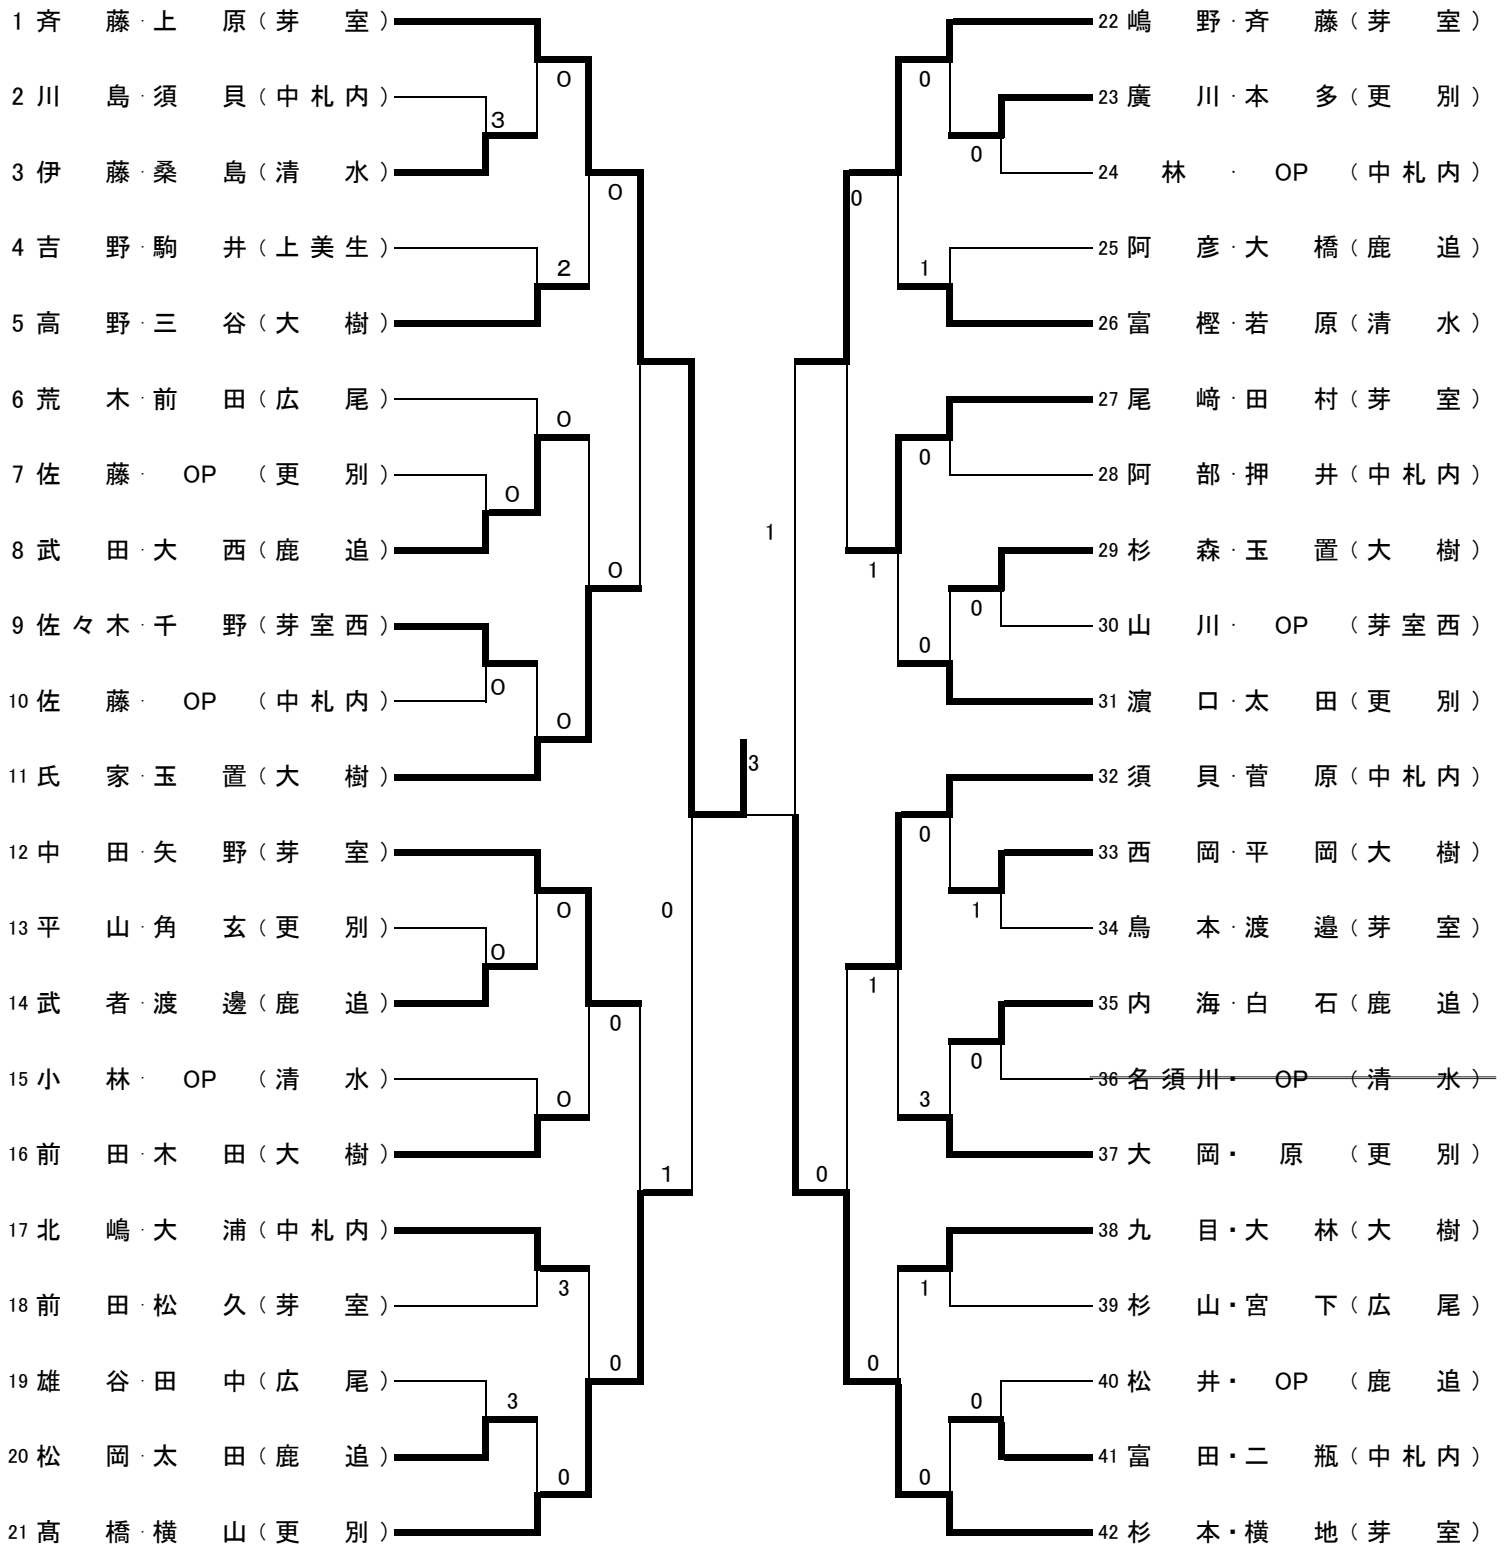 1 斉 藤・上 原（芽 室）
0
2 川 島・須 貝（中札内）
3
3 伊 藤・桑 島（清 水）
0
4 吉 野・駒 井（上美生）
2
5 高 野・三 谷（大 樹）
6 荒 木・前 田（広 尾）
0
7 佐 藤・ OP （更 別）
0
8 武 田・大 西（鹿 追）
0
9 佐々木・千 野（芽室西）
0
10 佐 藤・ OP （中札内）
0
11 氏 家・玉 置（大 樹）
12 中 田・矢 野（芽 室）
0
0
13 平 山・角 玄（更 別）
0
14 武 者・渡 邊（鹿 追）
0
15 小 林・ OP （清 水）
0
16 前 田・木 田（大 樹）
1
17 北 嶋・大 浦（中札内）
3
18 前 田・松 久（芽 室）
0
19 雄 谷・田 中（広 尾）
3
20 松 岡・太 田（鹿 追）
0
21 髙 橋・横 山（更 別）
3
1
22 嶋 野・斉 藤（芽 室）
0
23 廣 川・本 多（更 別）
0
24 林 ・ OP （中札内）
0
25 阿 彦・大 橋（鹿 追）
1
26 富 樫・若 原（清 水）
27 尾 﨑・田 村（芽 室）
0
28 阿 部・押 井（中札内）
29 杉 森・玉 置（大 樹）
1
0
30 山 川・ OP （芽室西）
0
31 濵 口・太 田（更 別）
32 須 貝・菅 原（中札内）
0
33 西 岡・平 岡（大 樹）
1
34 鳥 本・渡 邉（芽 室）
1
35 内 海・白 石（鹿 追）
0
36 名須川・ OP （清 水）
3
37 大 岡・ 原 （更 別）
0
38 九 目・大 林（大 樹）
1
39 杉 山・宮 下（広 尾）
0
40 松 井・ OP （鹿 追）
0
41 富 田・二 瓶（中札内）
0
42 杉 本・横 地（芽 室）